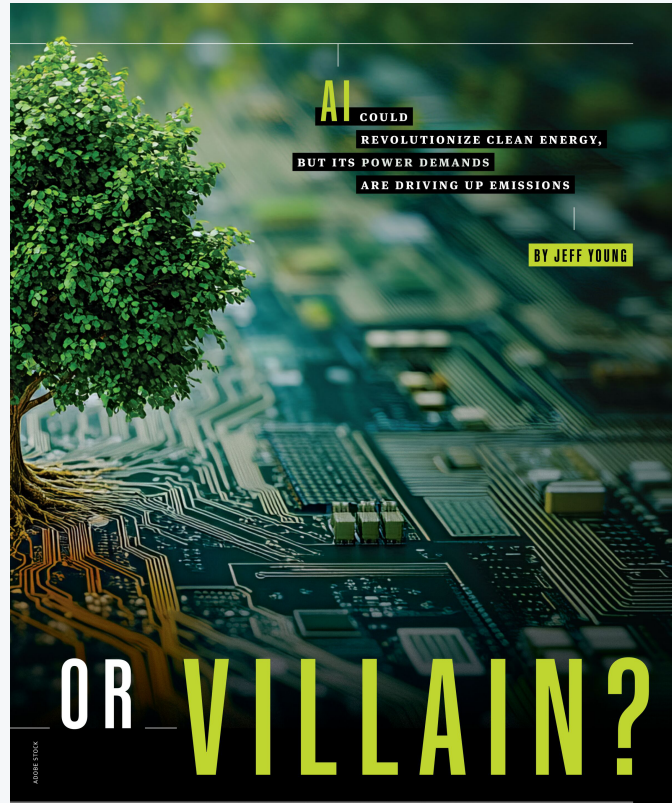 AI COULD
REVOLUTIONIZE CLEAN ENERGY,
BUT ITS POWER DEMANDS
ARE DRIVING UP EMISSIONS
BY JEFF YOUNG
OR VILLAIN?
ADOBE STOCK